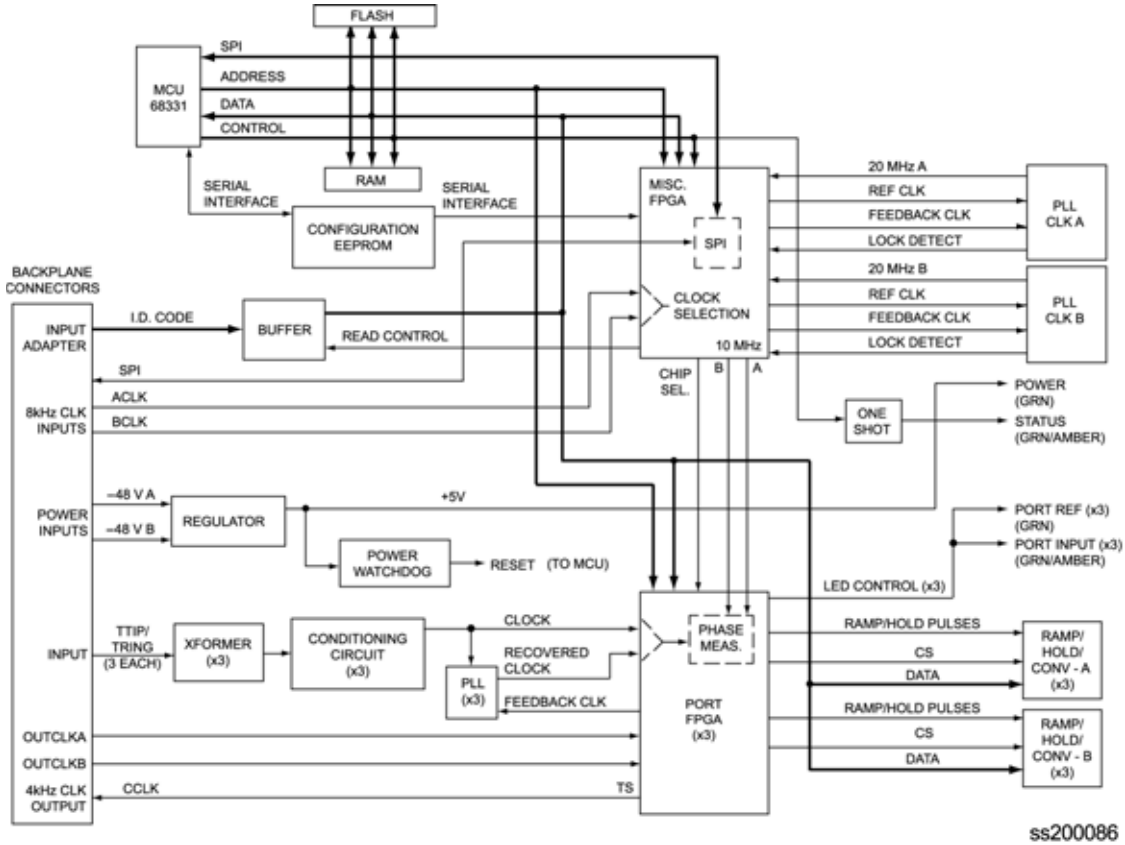 FLASH
SPI
MCU
68331
ADDRESS
DATA
CONTROL
RAM
SERIAL
INTERFACE
SERIAL
INTERFACE
CONFIGURATION
EEPROM
MISC.
FPGA
SPI
CLOCK
SELECTION
10 MHz
B
A
20 MHz A
REF CLK
FEEDBACK CLK
LOCK DETECT
PLL
CLK A
20 MHz B
REF CLK
FEEDBACK CLK
LOCK DETECT
PLL
CLK B
BACKPLANE
CONNECTORS
INPUT
ADAPTER
I.D. CODE
BUFFER
READ CONTROL
SPI
8kHz CLK
INPUTS
ACLK
BCLK
CHIP
SEL.
ONE
SHOT
POWER
(GRN)
STATUS
(GRN/AMBER)
POWER
INPUTS
–48 V A
–48 V B
REGULATOR
+5V
POWER
WATCHDOG
RESET (TO MCU)
PORT REF (x3)
(GRN)
PORT INPUT (x3)
(GRN/AMBER)
LED CONTROL (x3)
INPUT
TTIP/
TRING
(3 EACH)
XFORMER
(x3)
CONDITIONING
CIRCUIT
(x3)
CLOCK
RECOVERED
CLOCK
PLL
(x3)
FEEDBACK CLK
PHASE
MEAS.
PORT
FPGA
(x3)
RAMP/HOLD PULSES
CS
DATA
RAMP/
HOLD/
CONV - A
(x3)
RAMP/HOLD PULSES
CS
DATA
RAMP/
HOLD/
CONV - B
(x3)
OUTCLKA
OUTCLKB
4kHz CLK
OUTPUT
CCLK
TS
ss200086